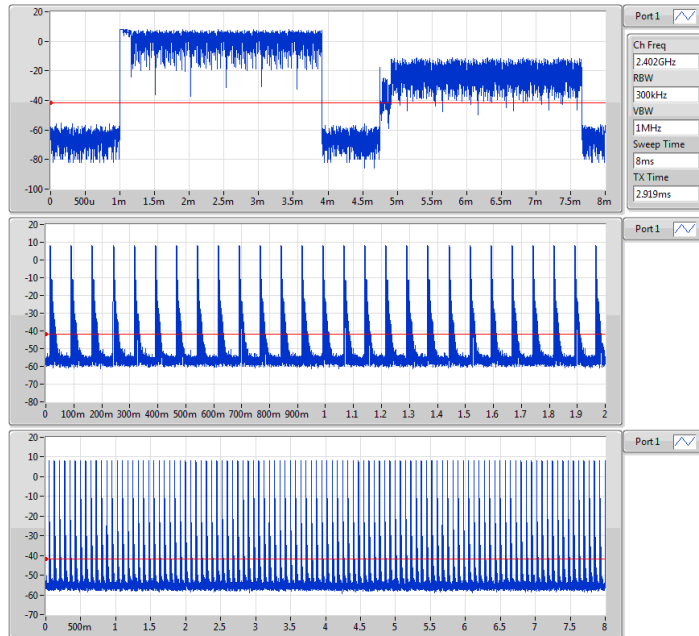 20
0
-20
-40
-60
-80
-100
0 500u 1m 1.5m 2m 2.5m 3m 3.5m 4m 4.5m 5m 5.5m 6m 6.5m 7m 7.5m 8m
Port 1
Ch Freq
2.402GHz
RBW
300kHz
VBW
1MHz
Sweep Time
8ms
TX Time
2.919ms
20
10
0
-10
-20
-30
-40
-50
-60
-70
-80
0 100m 200m 300m 400m 500m 600m 700m 800m 900m 1 1.1 1.2 1.3 1.4 1.5 1.6 1.7 1.8 1.9 2
Port 1
20
10
0
-10
-20
-30
-40
-50
-60
-70
0 500m 1 1.5 2 2.5 3 3.5 4 4.5 5 5.5 6 6.5 7 7.5 8
Port 1